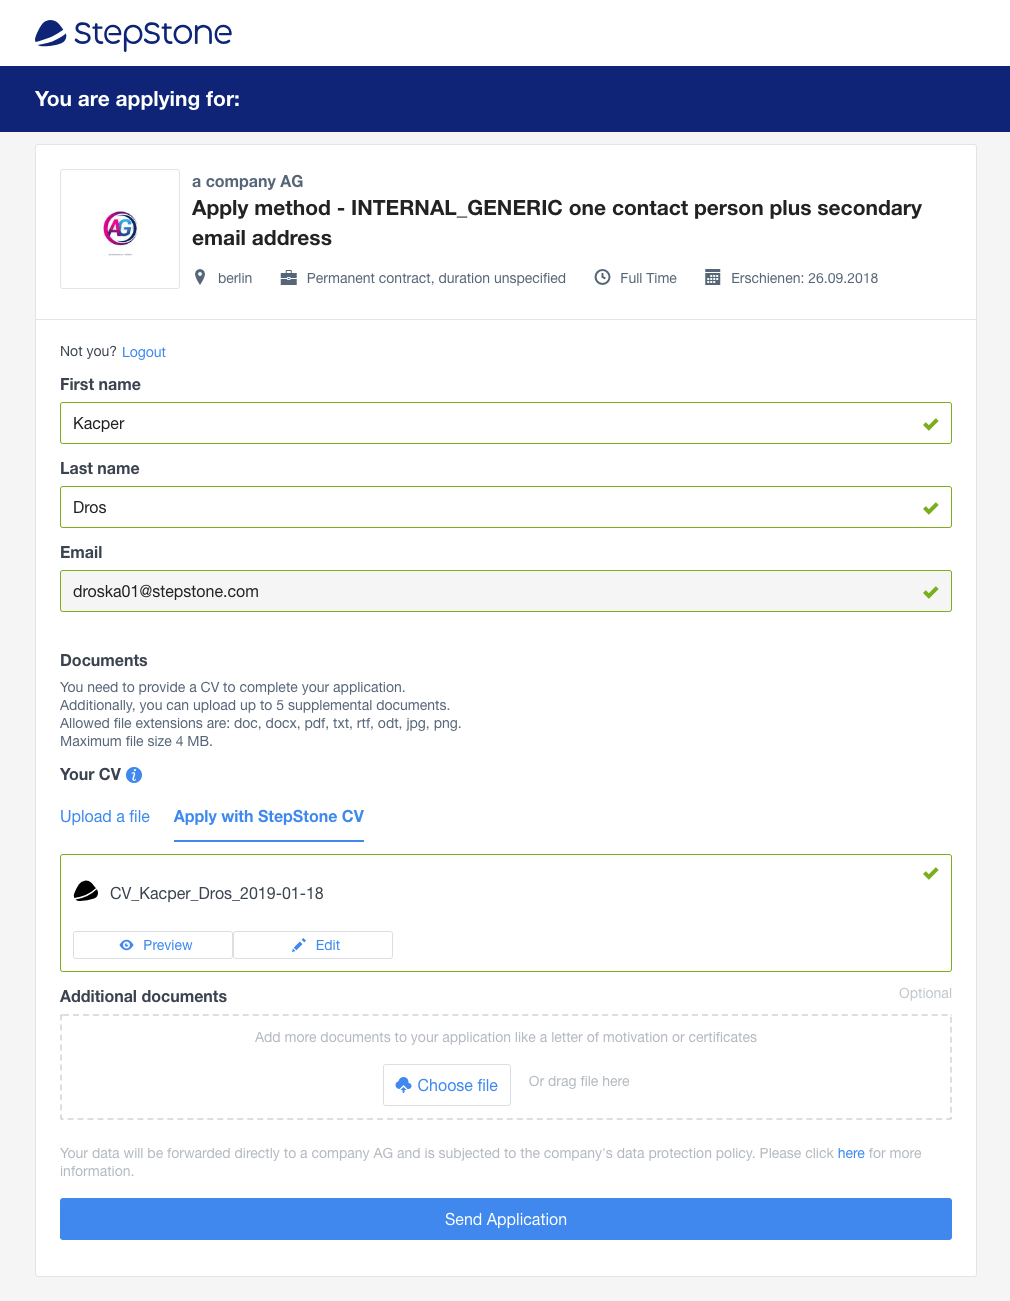 StepStone
You are applying for:
a company AG
Apply method - INTERNAL_GENERIC one contact person plus secondary
email address
AG
berlin Permanent contract, duration unspecified Full Time Erschienen: 26.09.2018
Not you? Logout
First name
Kacper
Last name
Dros
Email
droska01@stepstone.com
Documents
You need to provide a CV to complete your application.
Additionally, you can upload up to 5 supplemental documents.
Allowed file extensions are: doc, docx, pdf, txt, rtf, odt, jpg, png.
Maximum file size 4 MB.
Your CV i
Upload a file Apply with StepStone CV
CV_Kacper_Dros_2019-01-18
Preview Edit
Additional documents Optional
Add more documents to your application like a letter of motivation or certificates
Choose file Or drag file here
Your data will be forwarded directly to a company AG and is subjected to the company's data protection policy. Please click here for more
information.
Send Application